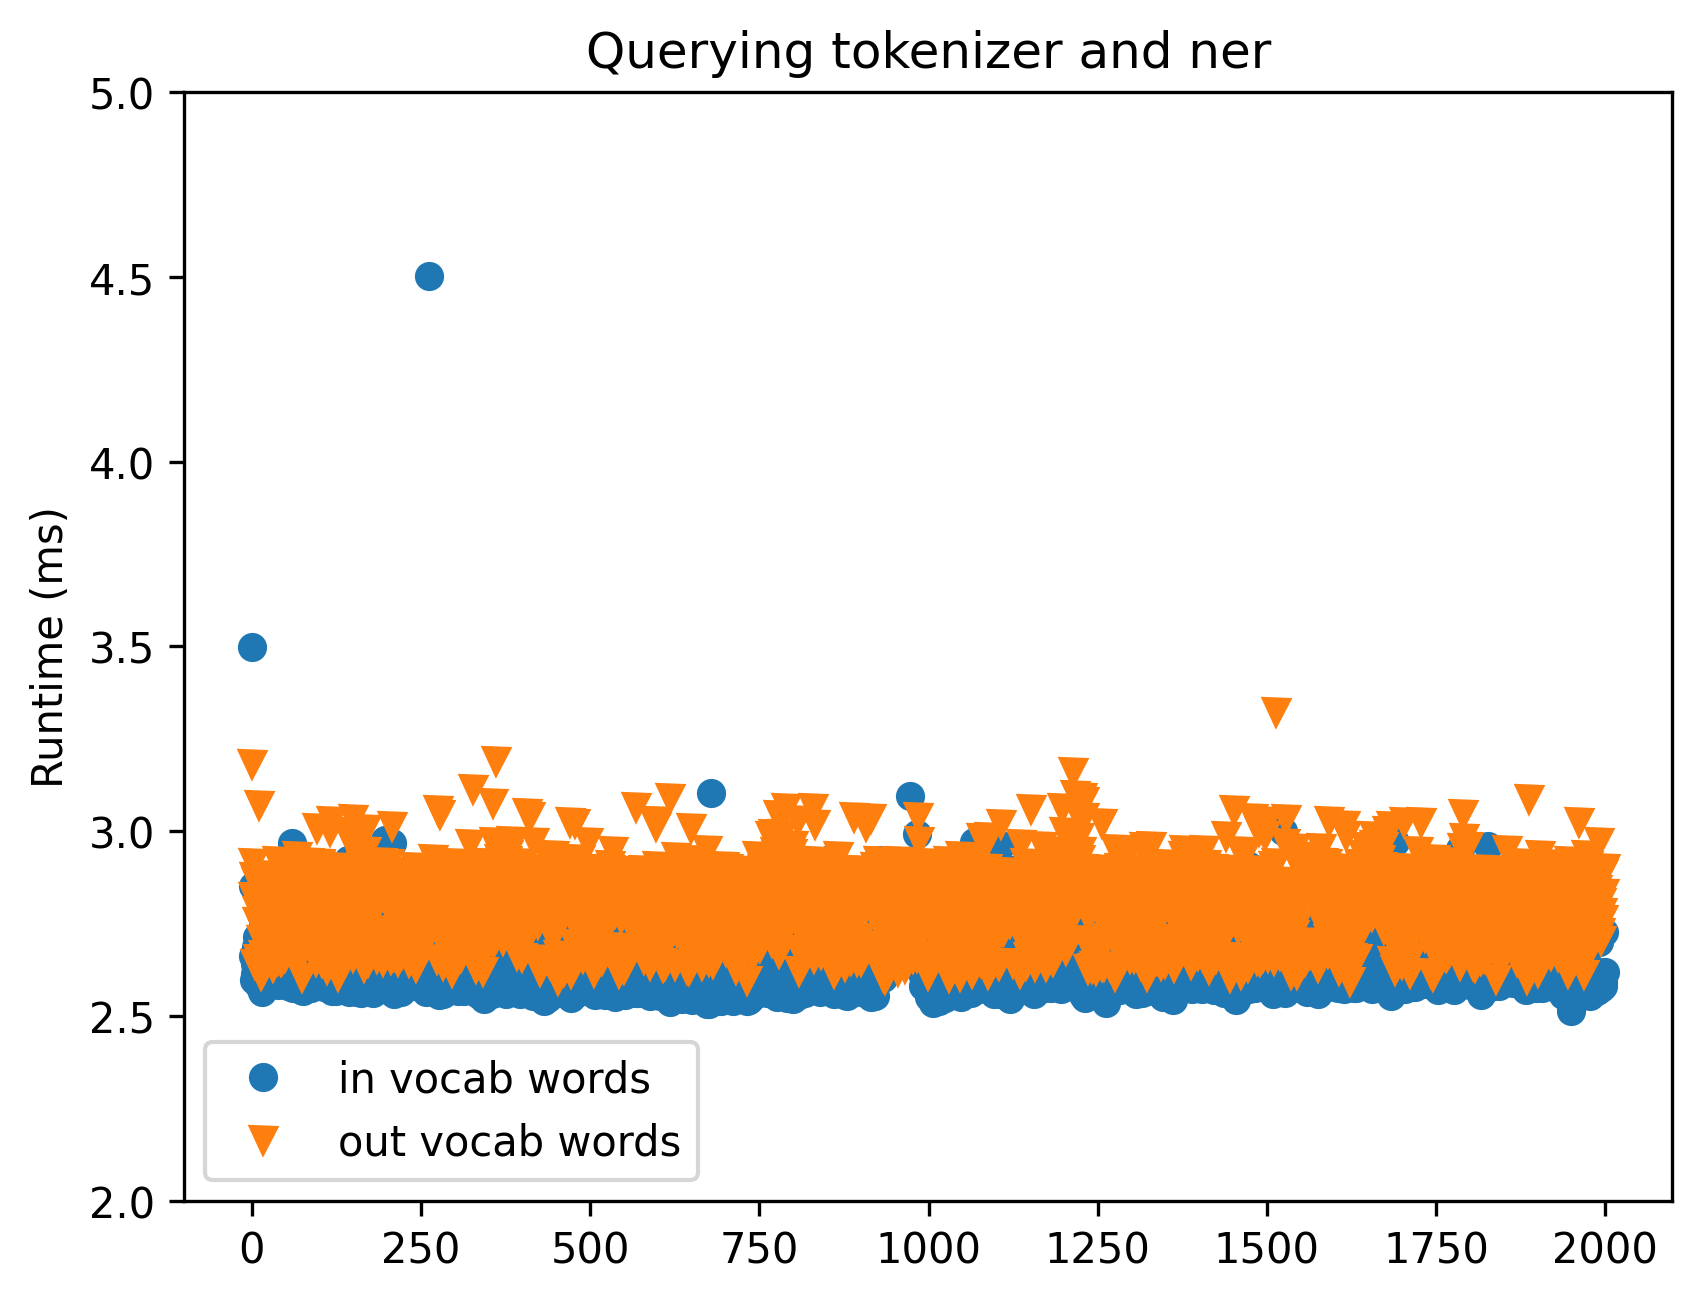 Querying tokenizer and ner
5.0
4.5
4.0
3.5
3.0
2.5
2.0
Runtime (ms)
in vocab words
out vocab words
0 250 500 750 1000 1250 1500 1750 2000